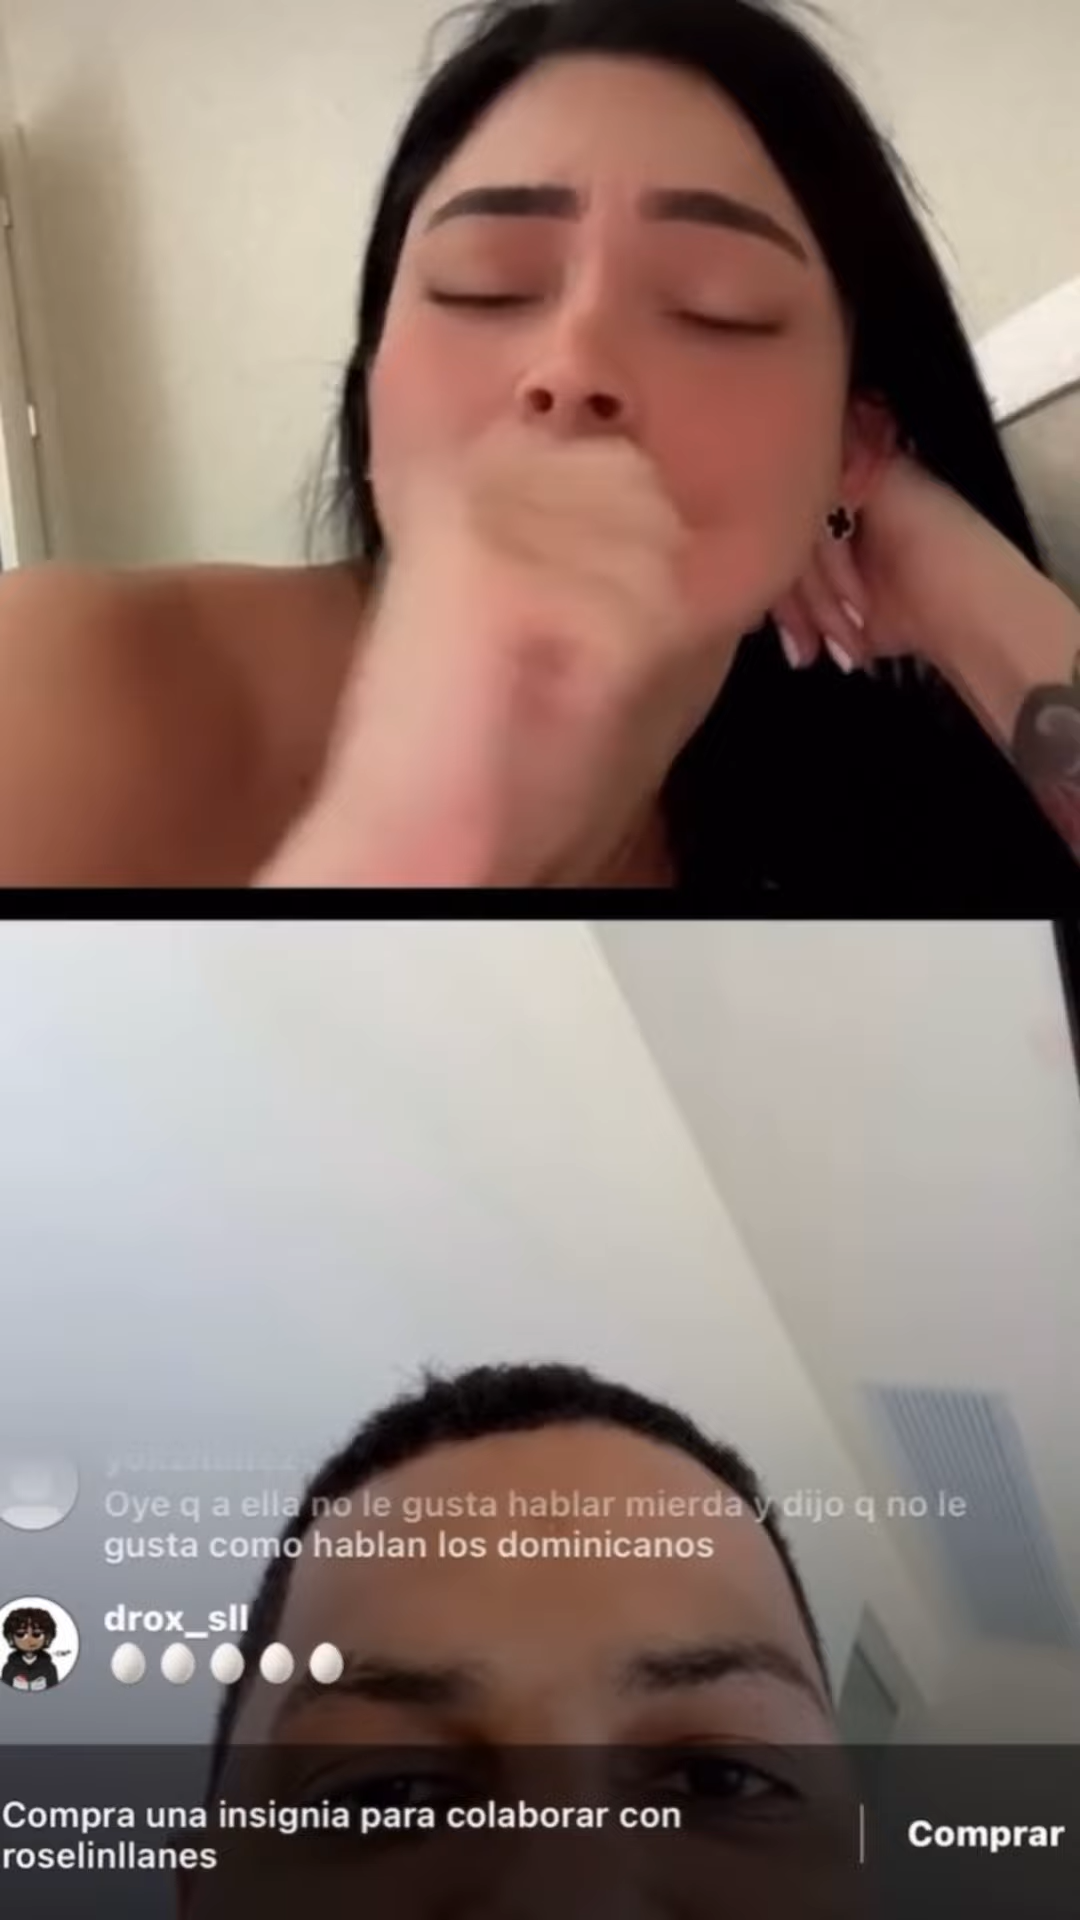 Oye q a ella no le gusta hablar mierda y dijo q no le
gusta como hablan los dominicanos
drox_sll
Compra una insignia para colaborar con
roselinllanes
Comprar